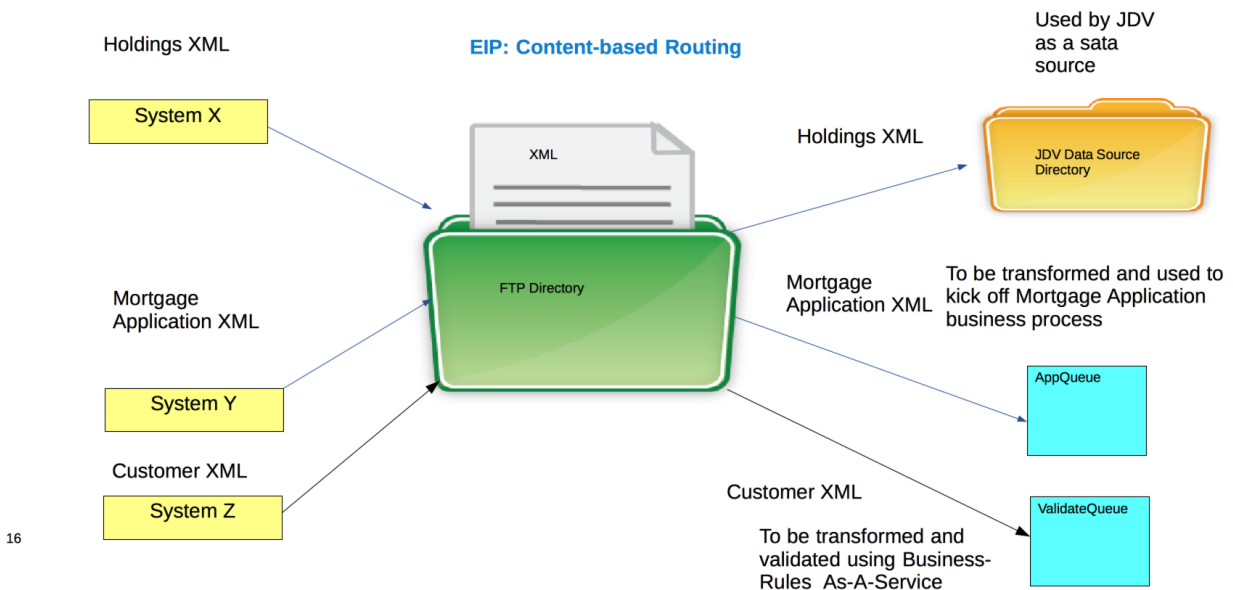 Holdings XML
EIP: Content-based Routing
Used by JDV
as a sata
source
System X
XML
Holdings XML
JDV Data Source
Directory
FTP Directory
Mortgage
Application XML
Mortgage
Application XML
To be transformed and used to
kick off Mortgage Application
business process
System Y
AppQueue
Customer XML
System Z
Customer XML
ValidateQueue
16
To be transformed and
validated using Business-
Rules  As-A-Service